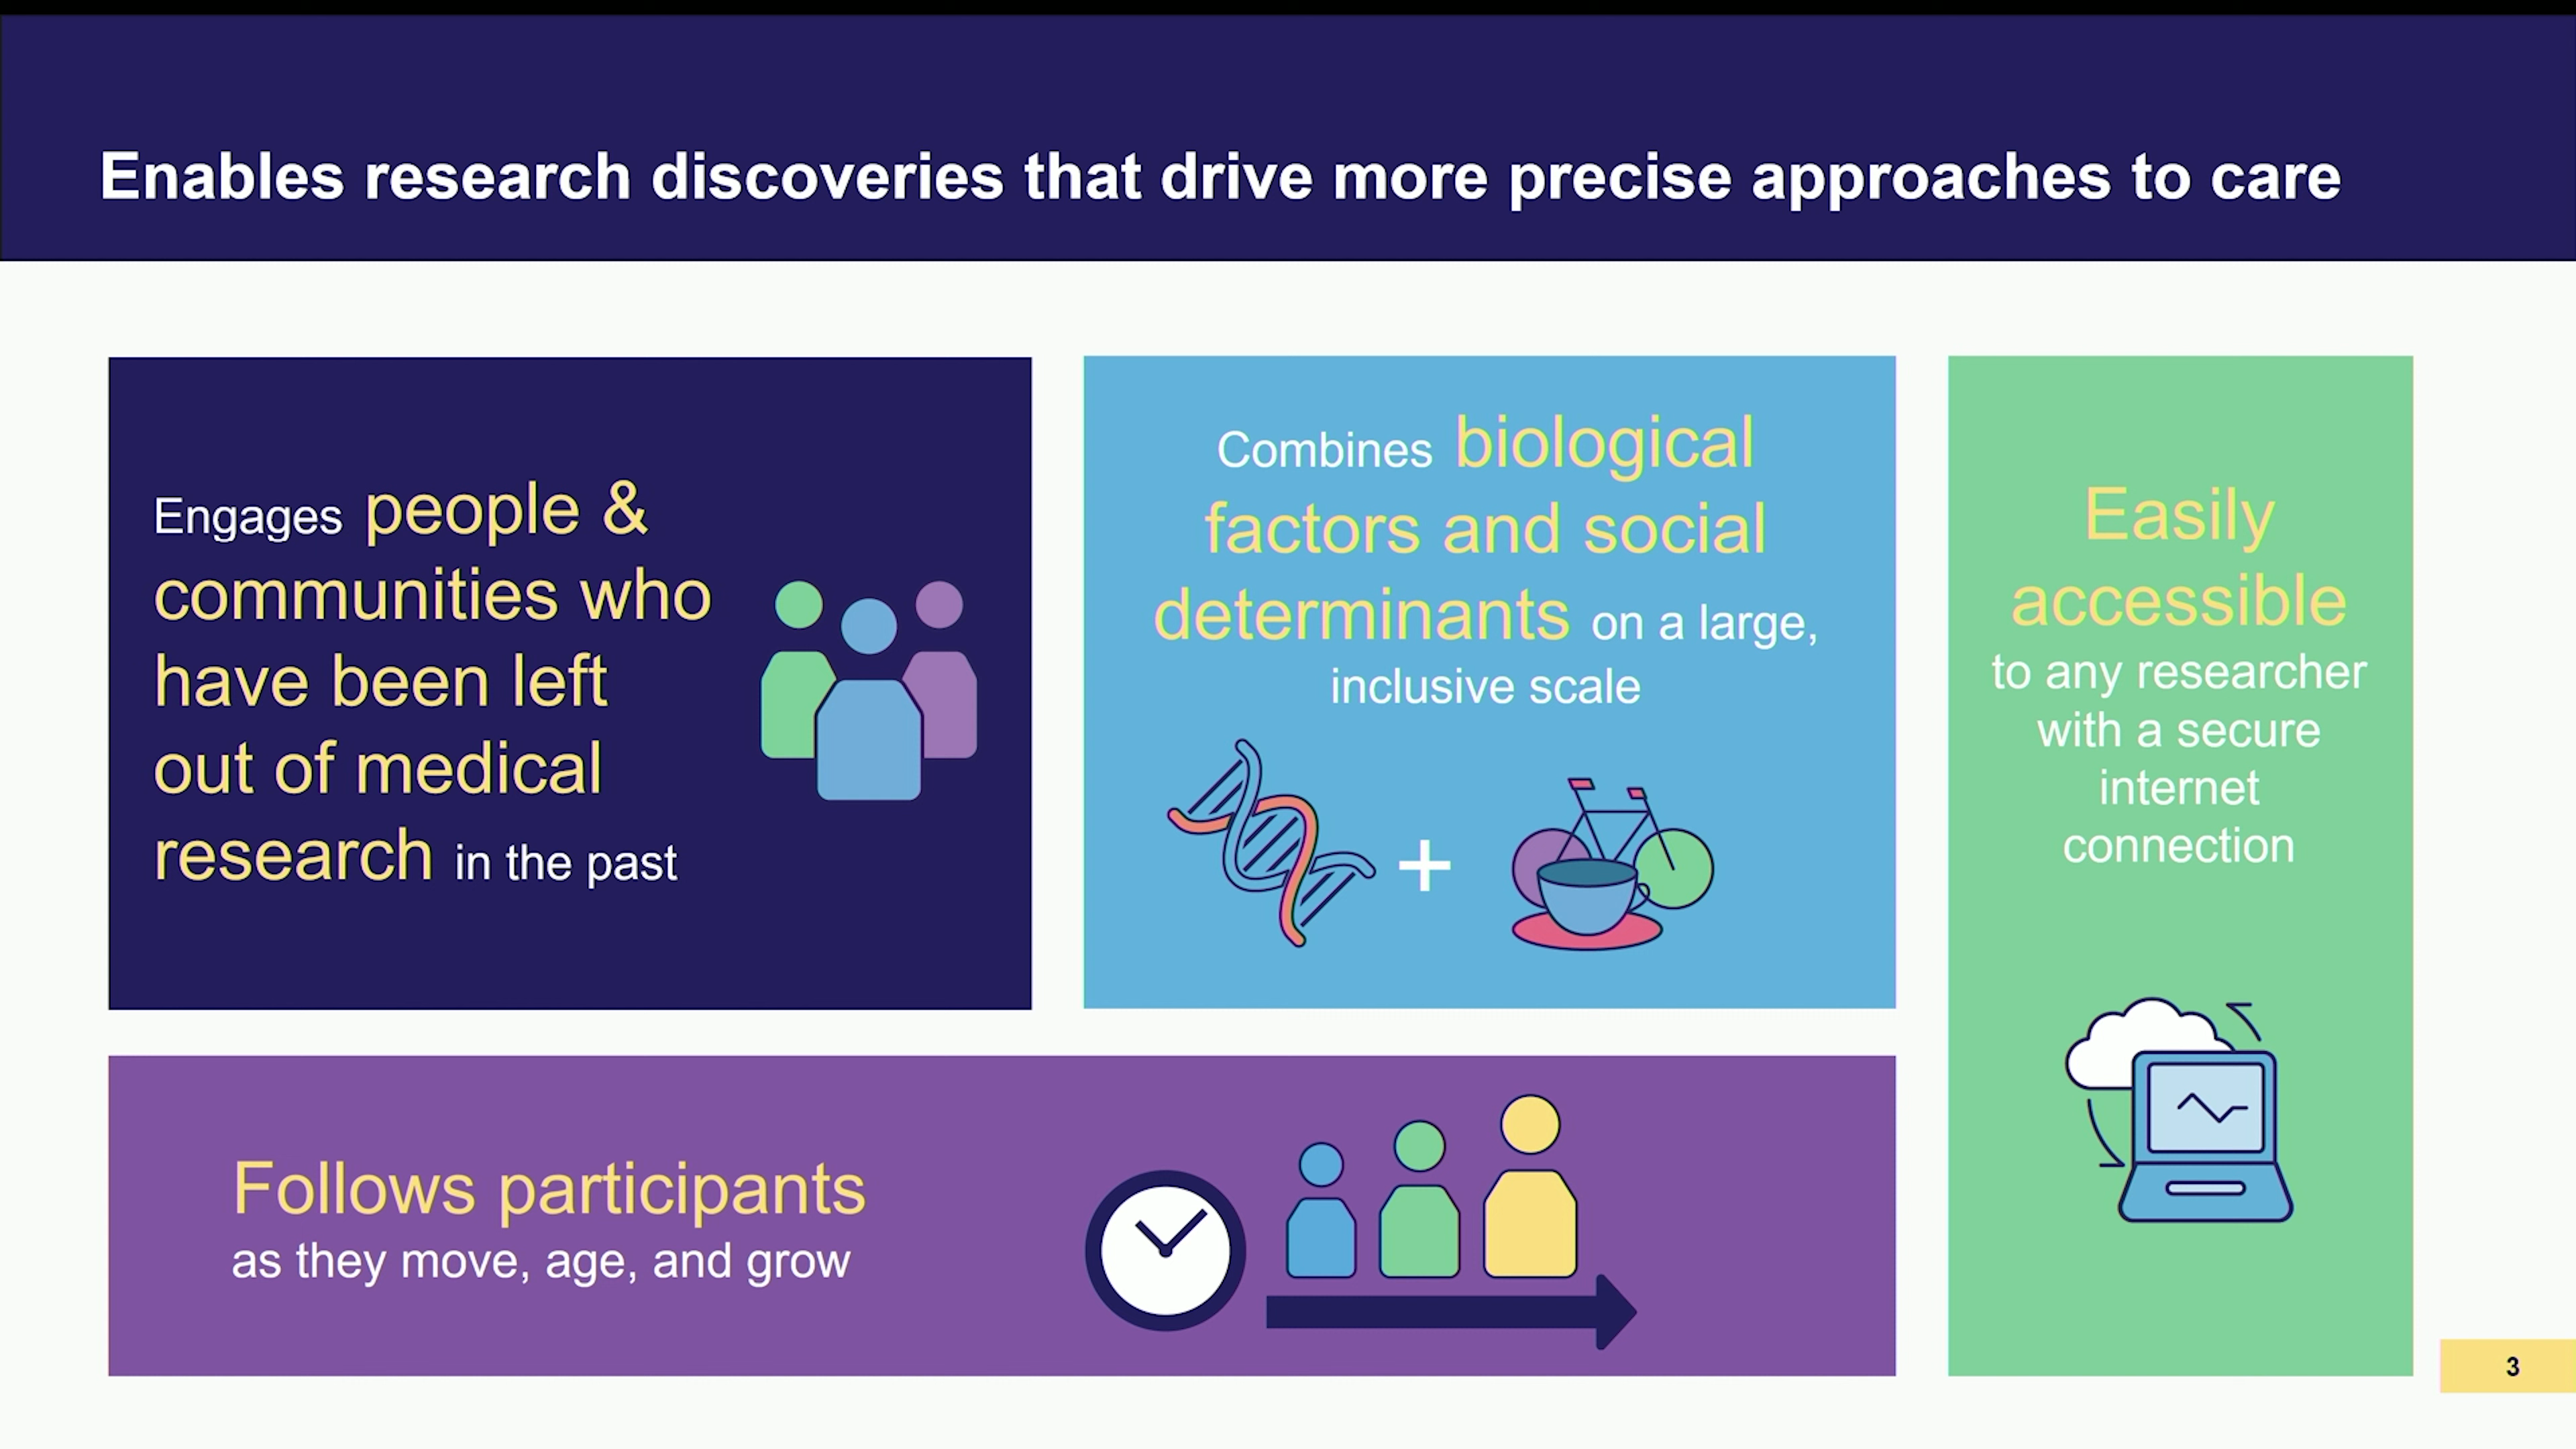 Enables research discoveries that drive more precise approaches to care
Engages people &
communities who
have been left
out of medical
research in the past
Combines biological
factors and social
determinants on a large,
inclusive scale
Easily
accessible
to any researcher
with a secure
internet
connection
Follows participants
as they move, age, and grow
3